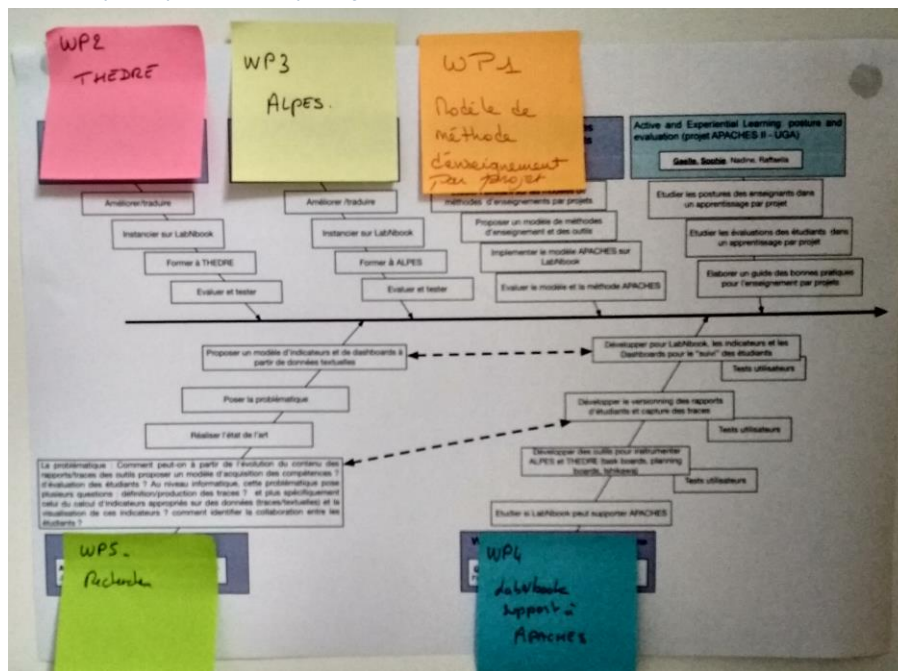 WP2
THEDRE
WP3
ALPES.
WP1
Modèle de
méthode
d'enseignement
par projet
Active and Experiential Learning: posture and
evaluation (projet APACHES II - UGA)
Gaelle, Sophie, Nadine, Raffaella
Améliorer/traduire
Instancier sur LabNbook
Former à THEDRE
Evaluer et tester
Améliorer /traduire
Instancier sur LabNbook
Former à ALPES
Evaluer et tester
méthodes d'enseignements par projets
Proposer un modèle de méthodes
d'enseignement et des outils
Implementer le modèle APACHES sur
LabNbook
Evaluer le modèle et la méthode APACHES
Etudier les postures des enseignants dans
un apprentissage par projet
Etudier les évaluations des étudiants dans
un apprentissage par projet
Elaborer un guide des bonnes pratiques
pour l'enseignement par projets
Proposer un modèle d'indicateurs et de dashboards à
partir de données textuelles
Poser la problématique
Réaliser l'état de l'art
La problématique : Comment peut-on à partir de l'évolution du contenu des
rapports/traces des outils proposer un modèle d'acquisition des compétences ?
d'évaluation des étudiants ? Au niveau informatique, cette problématique pose
plusieurs questions : définition/production des traces ? et plus spécifiquement
celui du calcul d'indicateurs appropriés sur des données (traces/textuelles) et la
visualisation de ces indicateurs ? comment identifier la collaboration entre les
étudiants ?
Développer pour LabNbook, les indicateurs et les
Dashboards pour le "suivi" des étudiants
Tests utilisateurs
Développer le versionning des rapports
d'étudiants et capture des traces
Tests utilisateurs
Développer des outils pour instrumenter
ALPES et THEDRE (task boards, planning
boards, Ishikawa)
Tests utilisateurs
Etudier si LabNbook peut supporter APACHES
WP5-
Recherche
WP4
LabNbook
support à
APACHES